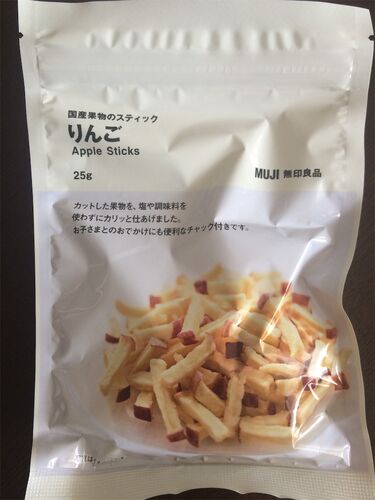 国産果物のスティック
りんご
Apple Sticks
25g
MUJI 無印良品
カットした果物を、塩や調味料を
使わずにカリッと仕あげました。
お子さまとのおでかけにも便利なチャック付きです。